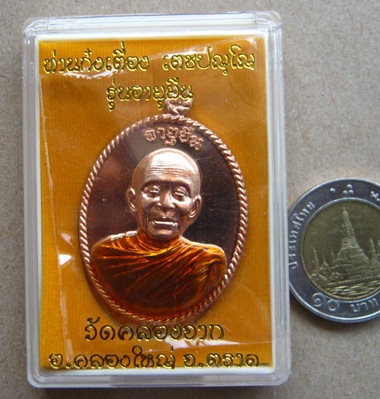 ท่านก๋งเตื่อง เตชปญฺโญ
รุ่นอายุยืน
อายุยืน
วัดคลองจาก
อ.คลองใหญ่ จ.ตราด
ประเทศไทย
๑๐ บาท